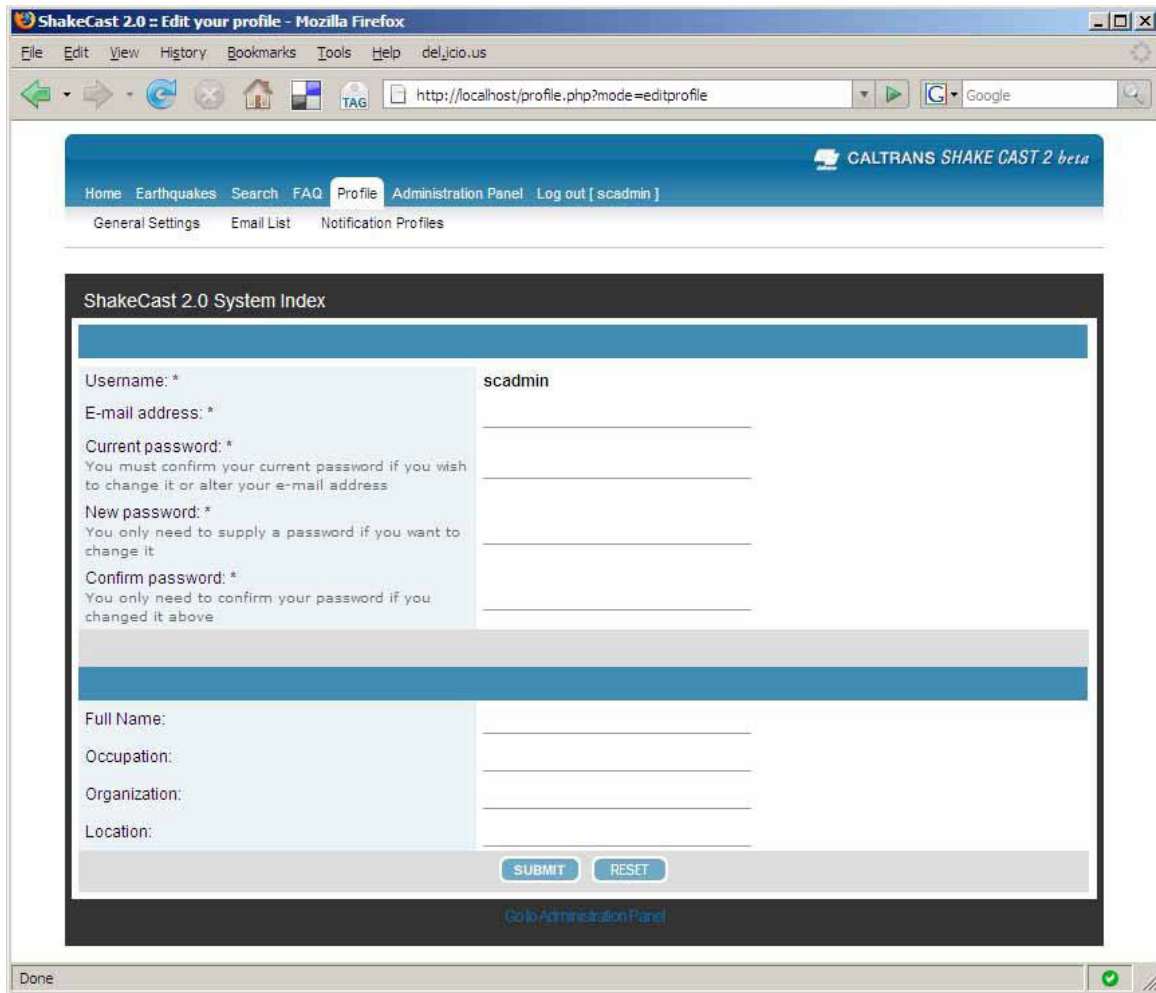 ShakeCast 2.0 :: Edit your profile - Mozilla Firefox
File Edit View History Bookmarks Tools Help del.icio.us
TAG http://localhost/profile.php?mode=editprofile G Google
CALTRANS SHAKE CAST 2 beta
Home Earthquakes Search FAQ Profile Administration Panel Log out [ scadmin ]
General Settings Email List Notification Profiles
ShakeCast 2.0 System Index
Username: * scadmin
E-mail address: *
Current password: *
You must confirm your current password if you wish
to change it or alter your e-mail address
New password: *
You only need to supply a password if you want to
change it
Confirm password: *
You only need to confirm your password if you
changed it above
Full Name:
Occupation:
Organization:
Location:
SUBMIT RESET
Go to Administration Panel
Done